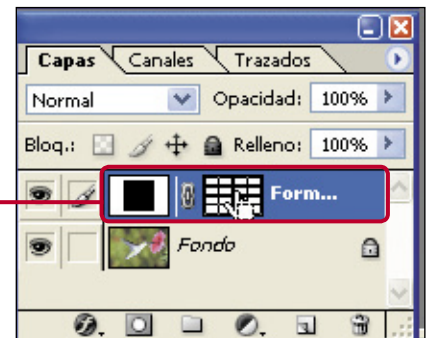 Capas Canales Trazados
Normal Opacidad: 100%
Bloq.: Relleno: 100%
Form...
Fondo